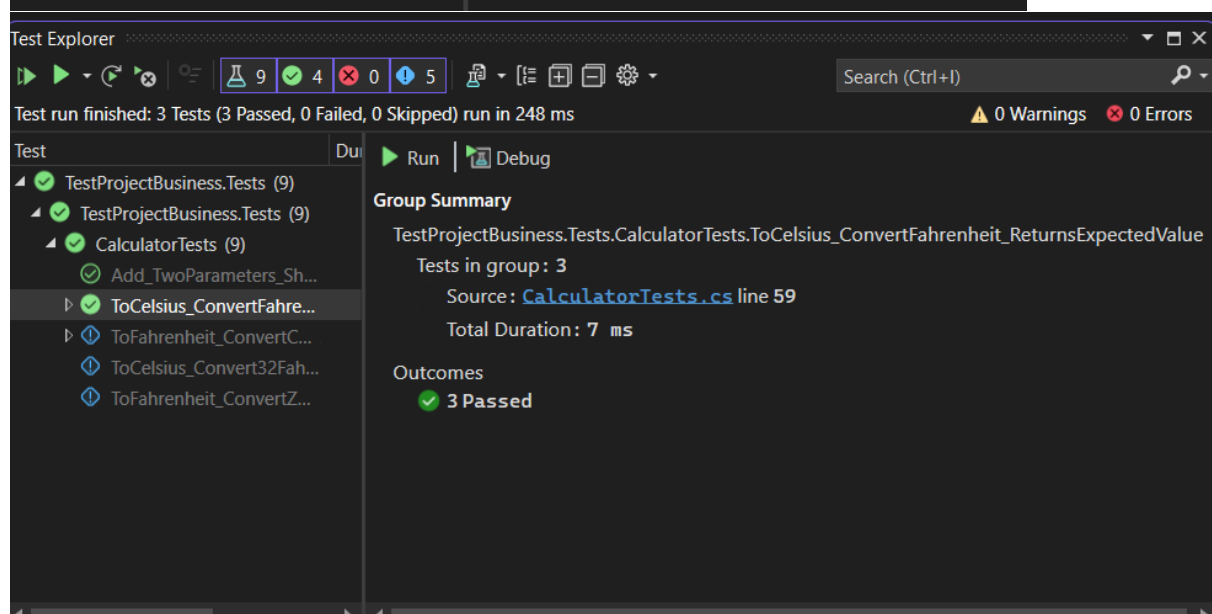 Test Explorer
9 4 0 5 Search (Ctrl+I)
Test run finished: 3 Tests (3 Passed, 0 Failed, 0 Skipped) run in 248 ms 0 Warnings 0 Errors
Test Du
Run Debug
TestProjectBusiness.Tests (9)
TestProjectBusiness.Tests (9)
CalculatorTests (9)
Add_TwoParameters_Sh...
ToCelsius_ConvertFahre...
ToFahrenheit_ConvertC...
ToCelsius_Convert32Fah...
ToFahrenheit_ConvertZ...
Group Summary
TestProjectBusiness.Tests.CalculatorTests.ToCelsius_ConvertFahrenheit_ReturnsExpectedValue
Tests in group: 3
Source: CalculatorTests.cs line 59
Total Duration: 7 ms
Outcomes
3 Passed